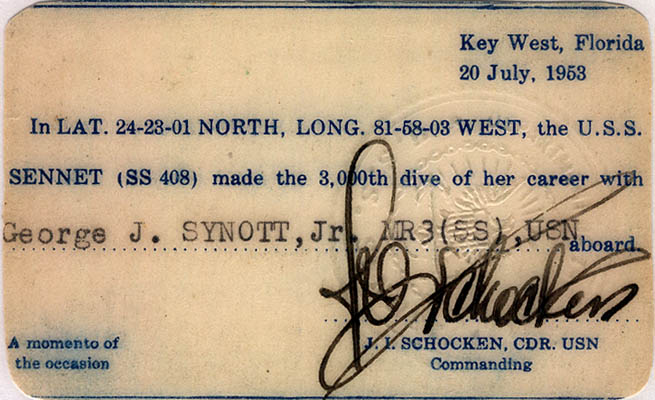 Key West, Florida
20 July, 1953
In LAT. 24-23-01 NORTH, LONG. 81-58-03 WEST, the U.S.S.
SENNET (SS 408) made the 3,000th dive of her career with
George J. SYNOTT,Jr. MR3(SS),USN aboard.
J I Schocken
A momento of
the occasion
J. I. SCHOCKEN, CDR. USN
Commanding